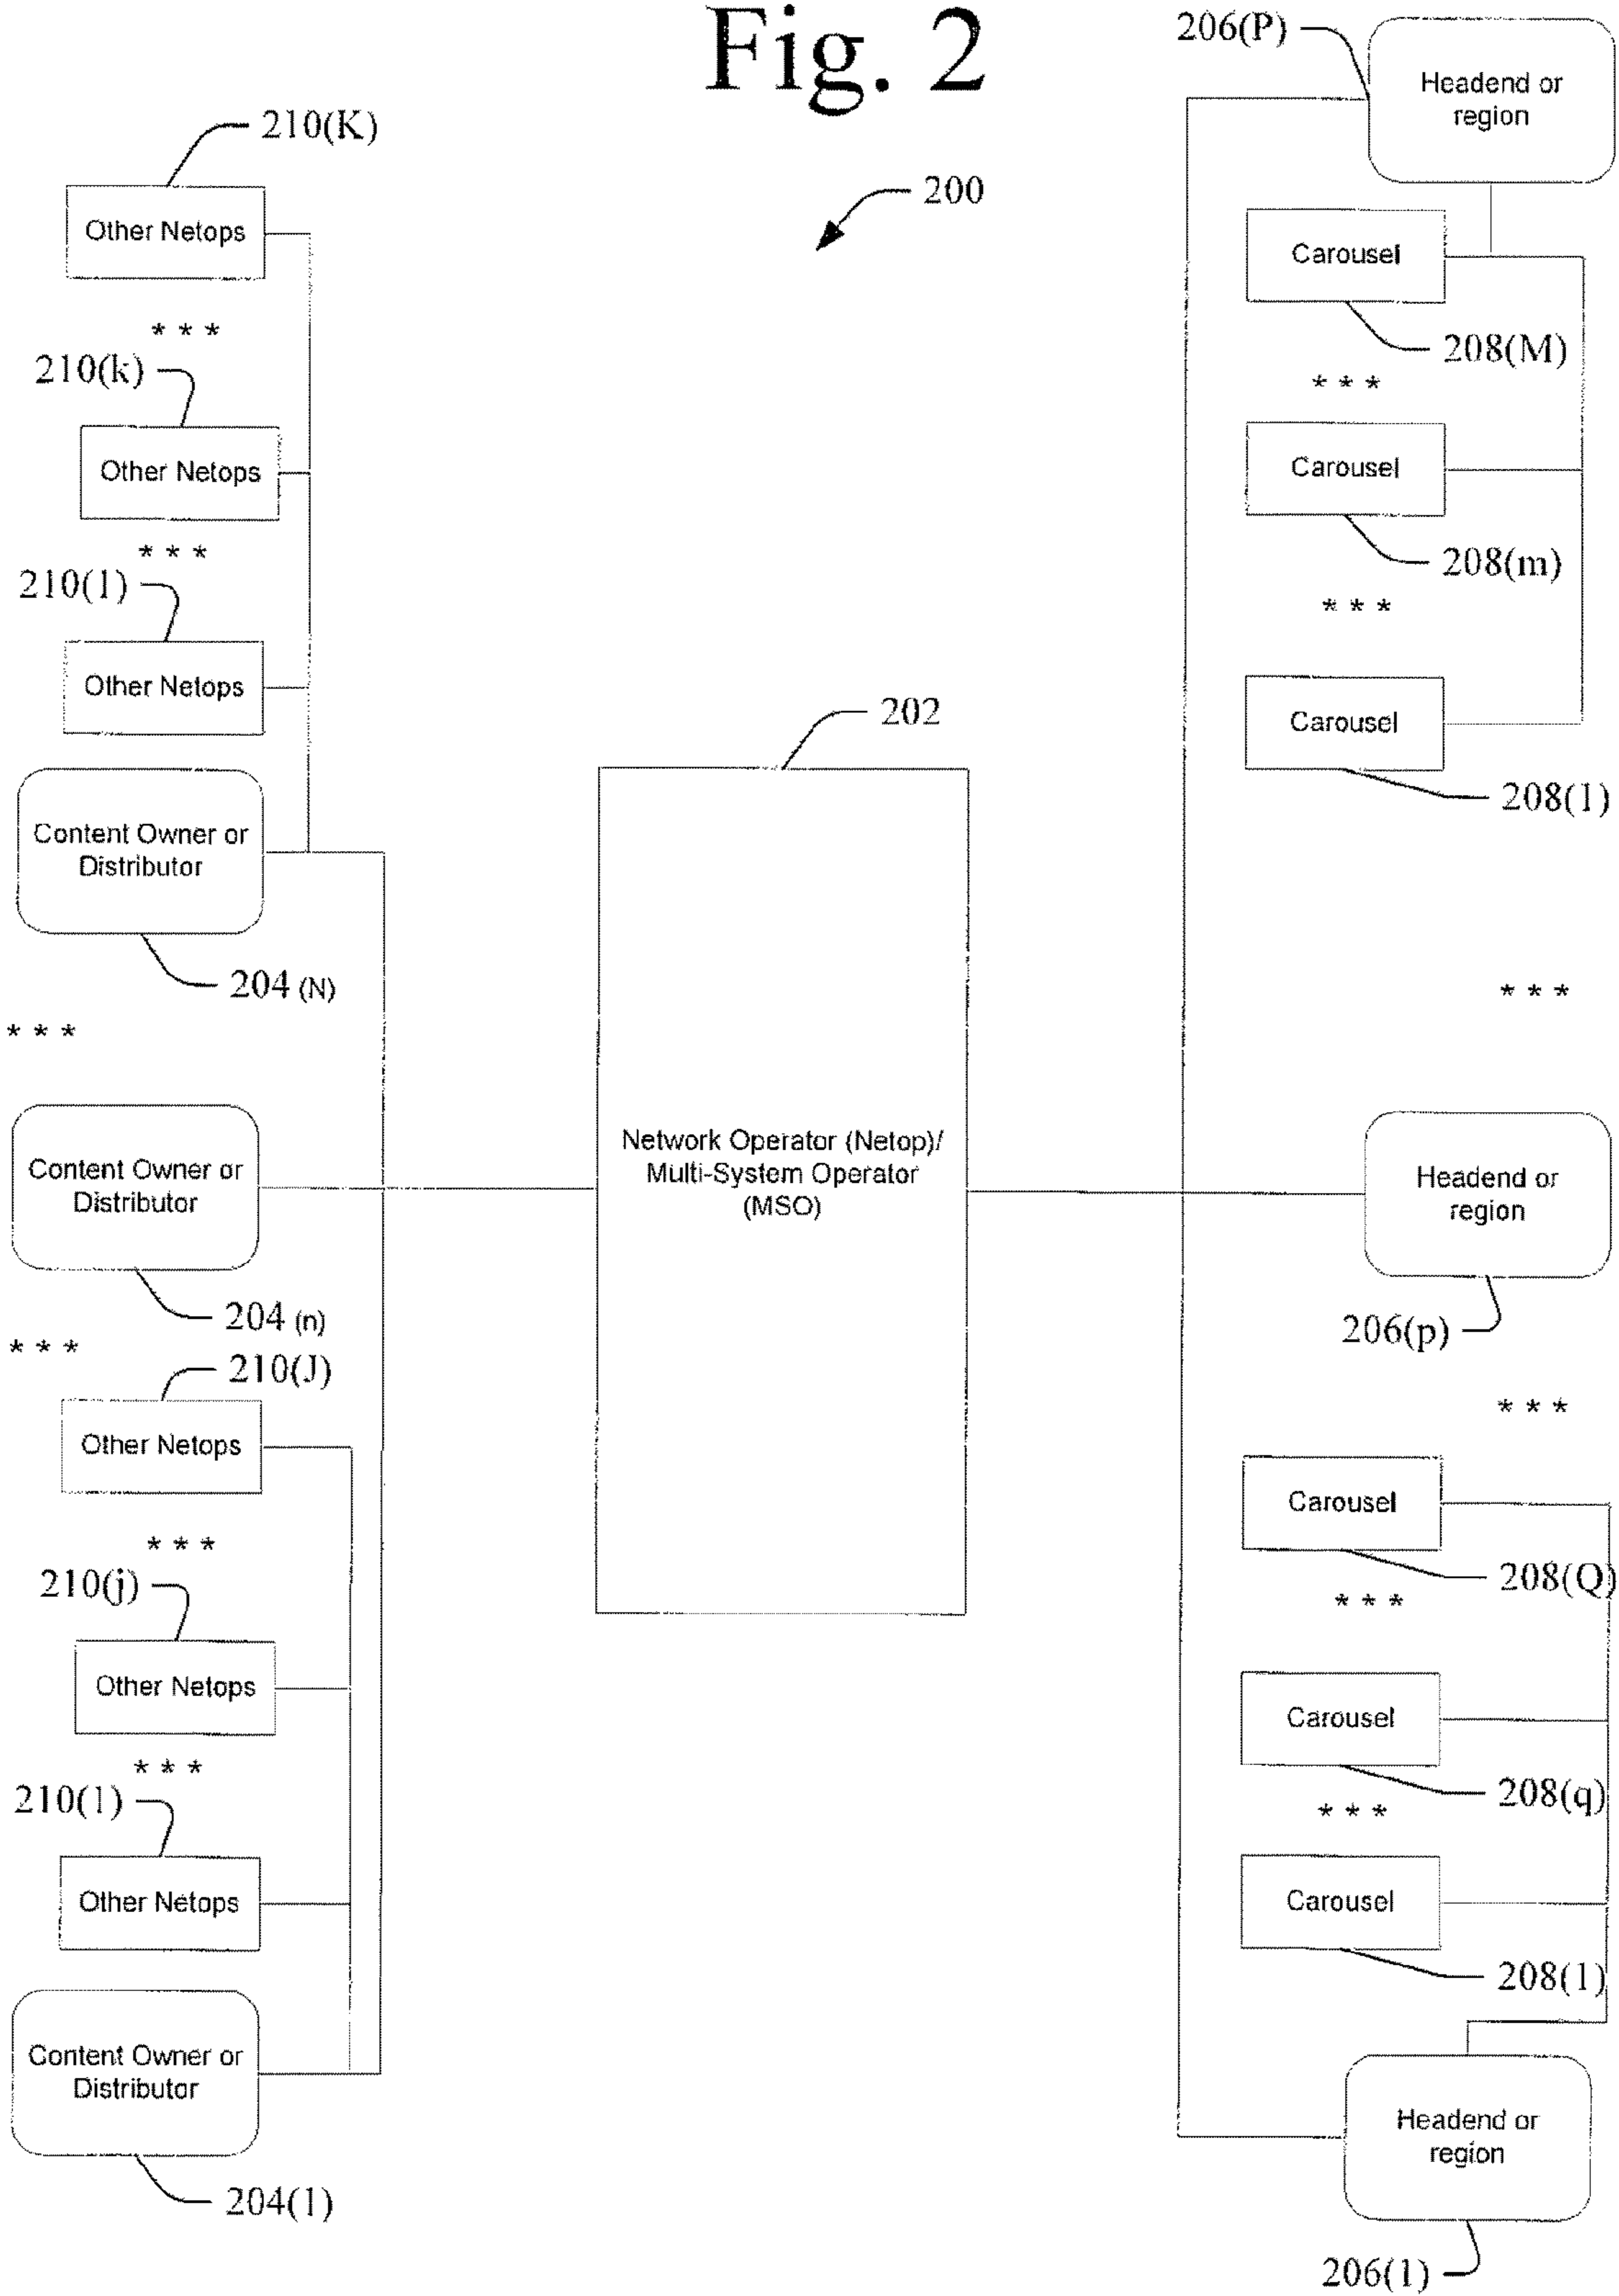 Fig. 2
200
210(K)
Other Netops
* * *
210(k)
Other Netops
* * *
210(1)
Other Netops
Content Owner or
Distributor
204 (N)
* * *
Content Owner or
Distributor
204 (n)
* * *
210(J)
Other Netops
* * *
210(j)
Other Netops
* * *
210(1)
Other Netops
Content Owner or
Distributor
204(1)
202
Network Operator (Netop)/
Multi-System Operator
(MSO)
206(P)
Headend or
region
Carousel
208(M)
* * *
Carousel
208(m)
* * *
Carousel
208(1)
* * *
Headend or
region
206(p)
* * *
Carousel
208(Q)
* * *
Carousel
208(q)
* * *
Carousel
208(1)
Headend or
region
206(1)